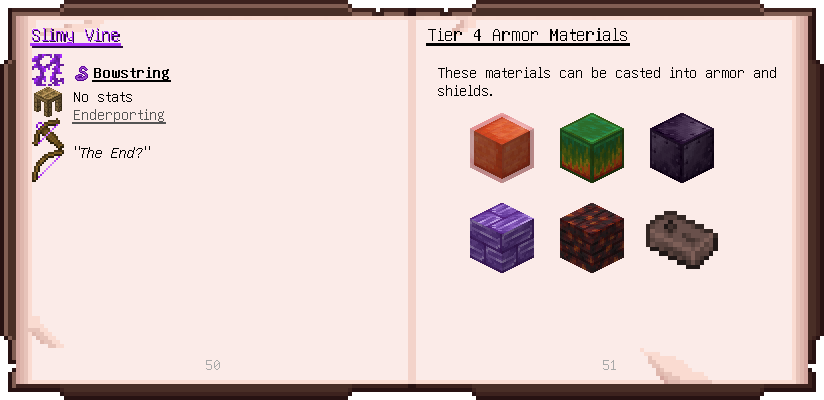 Slimy Vine
Bowstring
No stats
Enderporting
"The End?"
50
Tier 4 Armor Materials
These materials can be casted into armor and
shields.
51